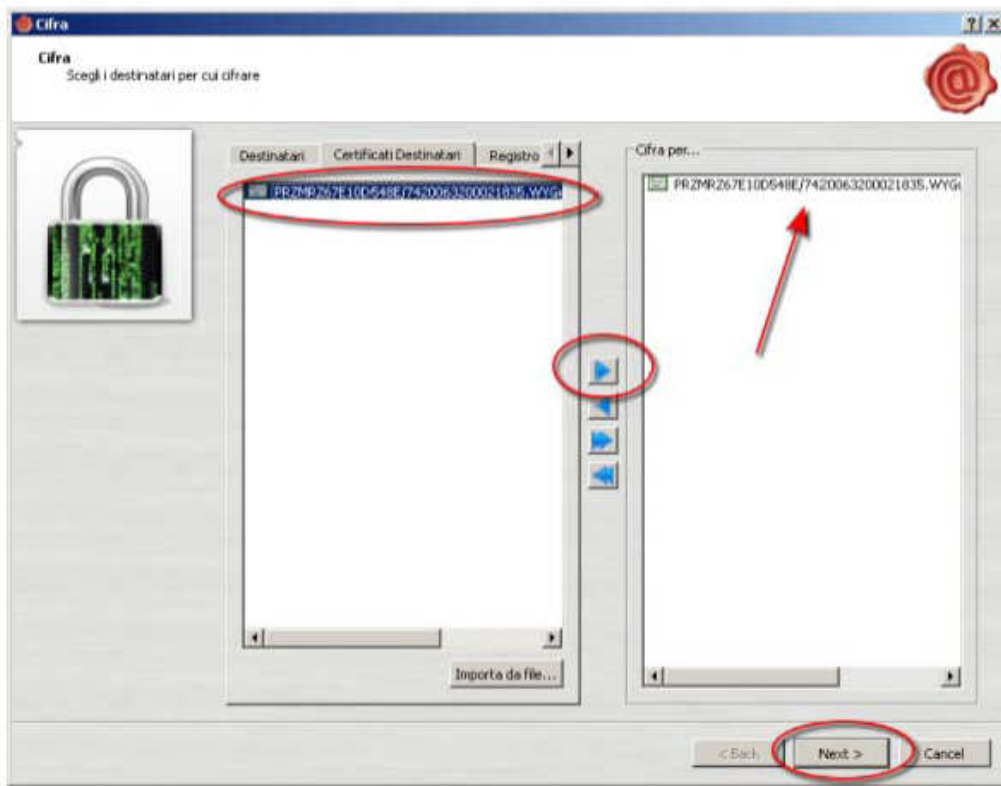 Cifra
Cifra
Scegli i destinatari per cui cifrare
Destinatari Certificati Destinatari Registro
Cifra per...
PRZMRZ67E10D548E/7420063200021835.WYG
PRZMRZ67E10D548E/7420063200021835.WYG
Importa da file...
< Back Next > Cancel